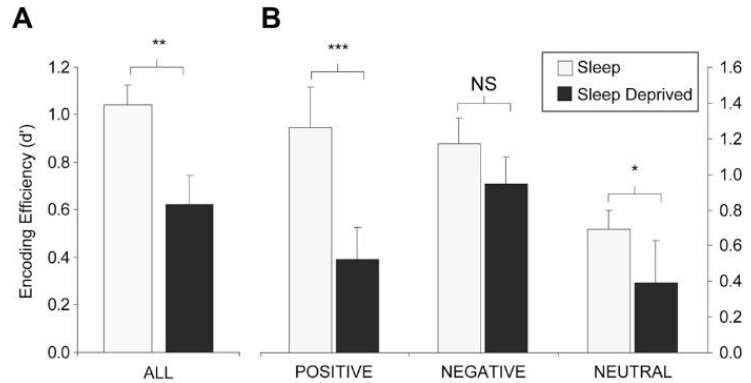 A
B
**
***
NS
*
Sleep
Sleep Deprived
Encoding Efficiency (d')
1.2
1.0
0.8
0.6
0.4
0.2
0.0
1.6
1.4
1.2
1.0
0.8
0.6
0.4
0.2
0.0
ALL
POSITIVE
NEGATIVE
NEUTRAL